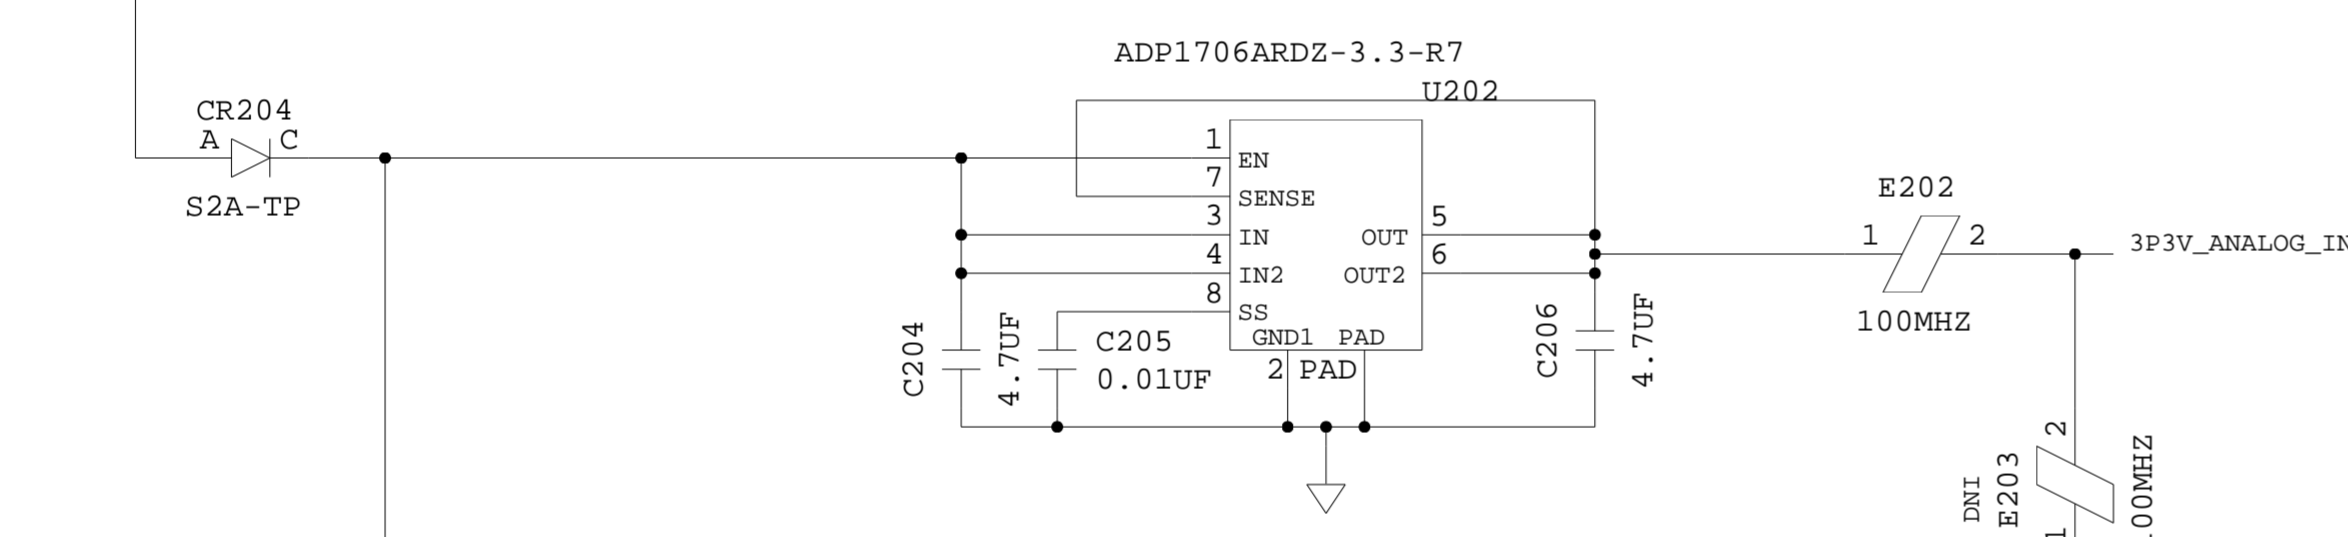 ADP1706ARDZ-3.3-R7
U202
CR204
A C
S2A-TP
1
EN
7
SENSE
3
IN
4
IN2
8
SS
OUT
5
OUT2
6
GND1 PAD
2 PAD
C204
4.7UF
C205
0.01UF
C206
4.7UF
E202
1 2
100MHZ
3P3V_ANALOG_IN
2
DNI
E203
00MHZ
1